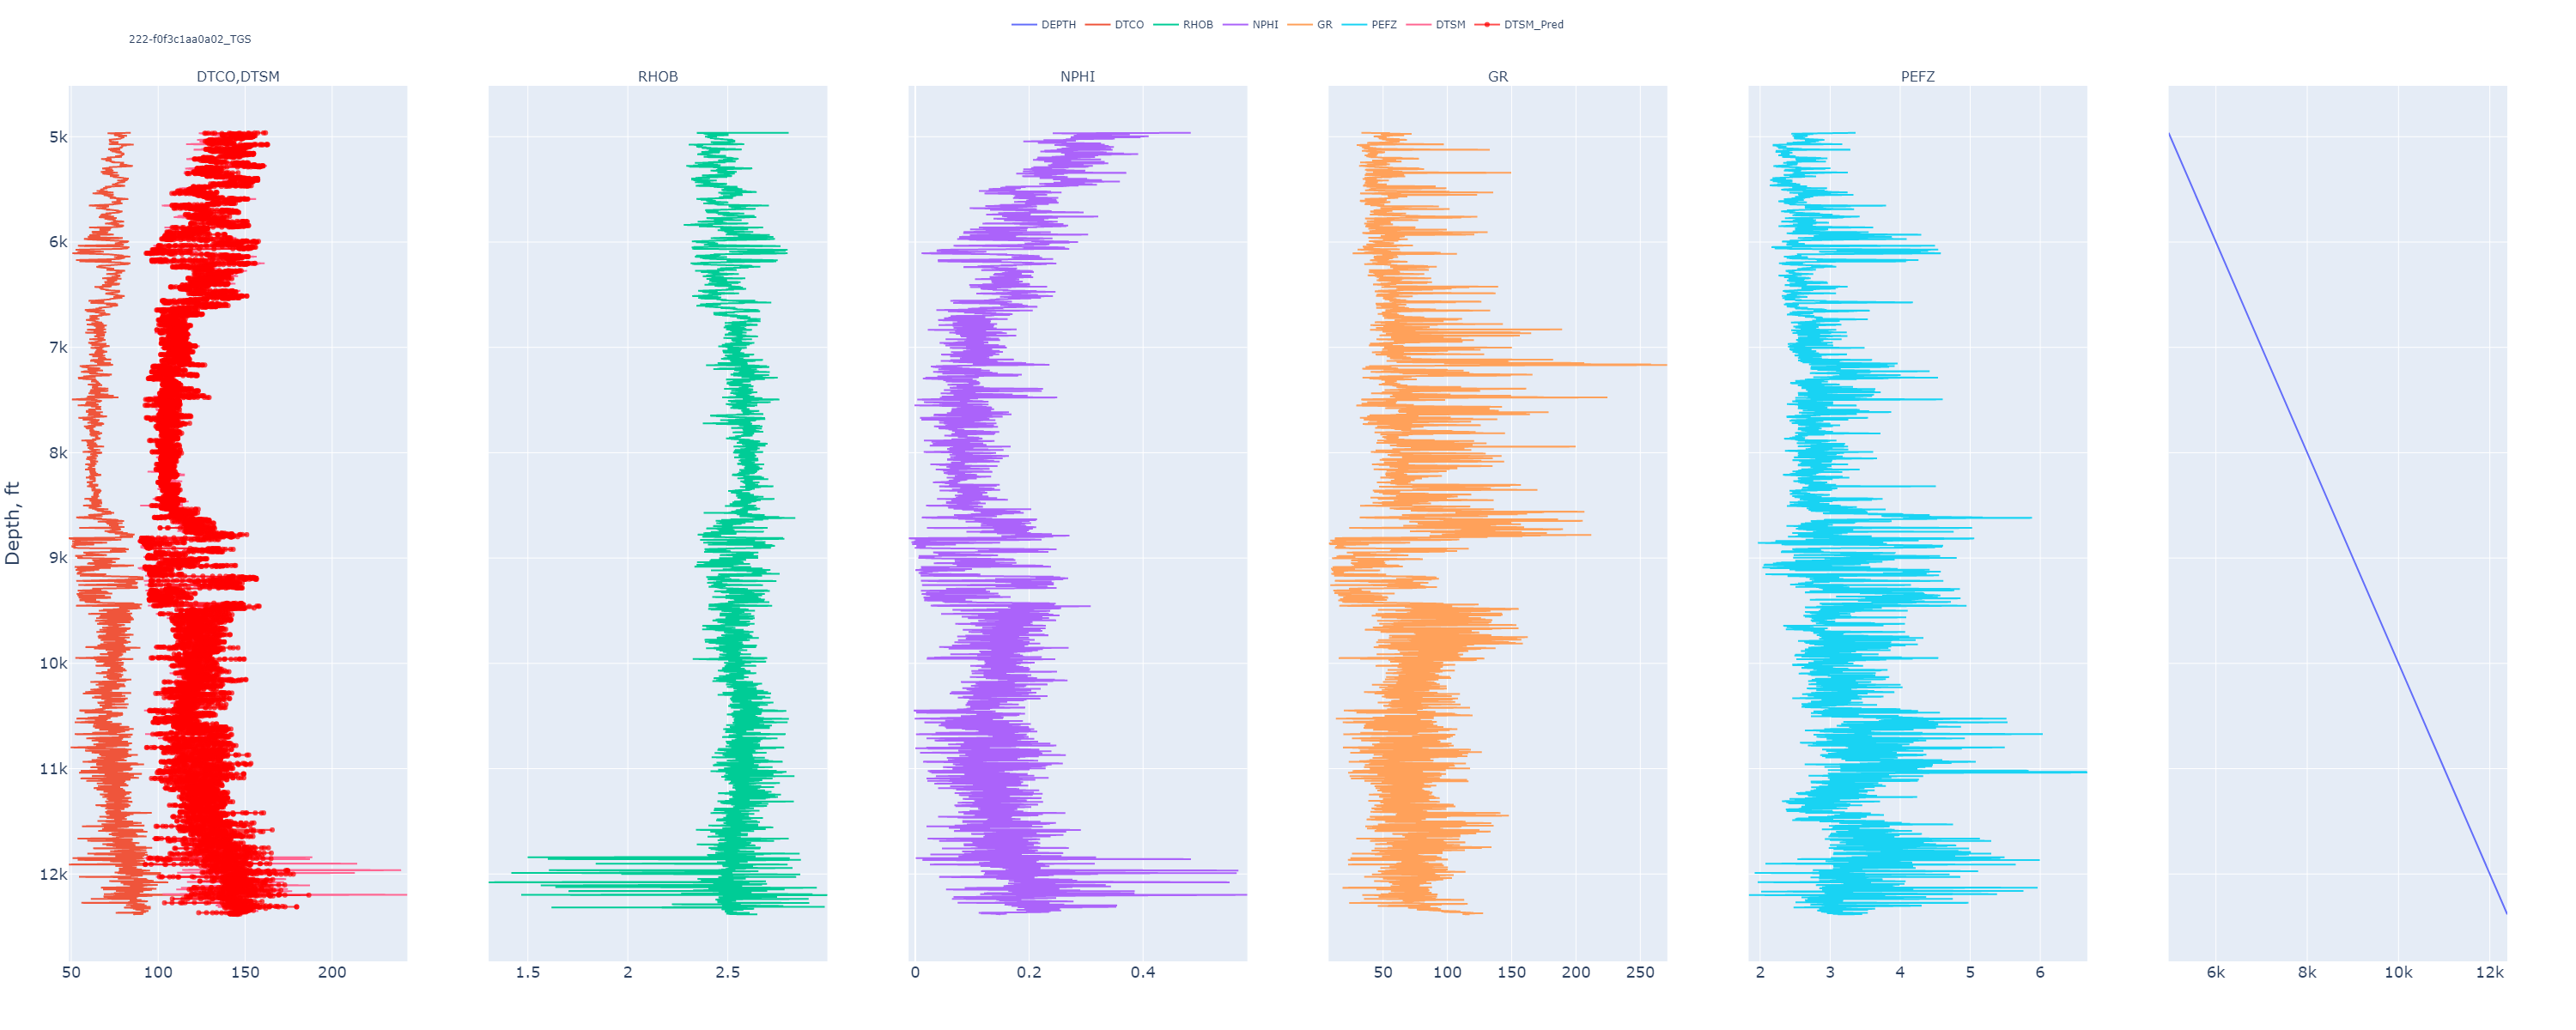 DEPTH DTCO RHOB NPHI GR PEFZ DTSM DTSM_Pred
222-f0f3c1aa0a02_TGS
DTCO,DTSM RHOB NPHI GR PEFZ
5k
6k
7k
8k
9k
10k
11k
12k
Depth, ft
50 100 150 200 1.5 2 2.5 0 0.2 0.4 50 100 150 200 250 2 3 4 5 6 6k 8k 10k 12k